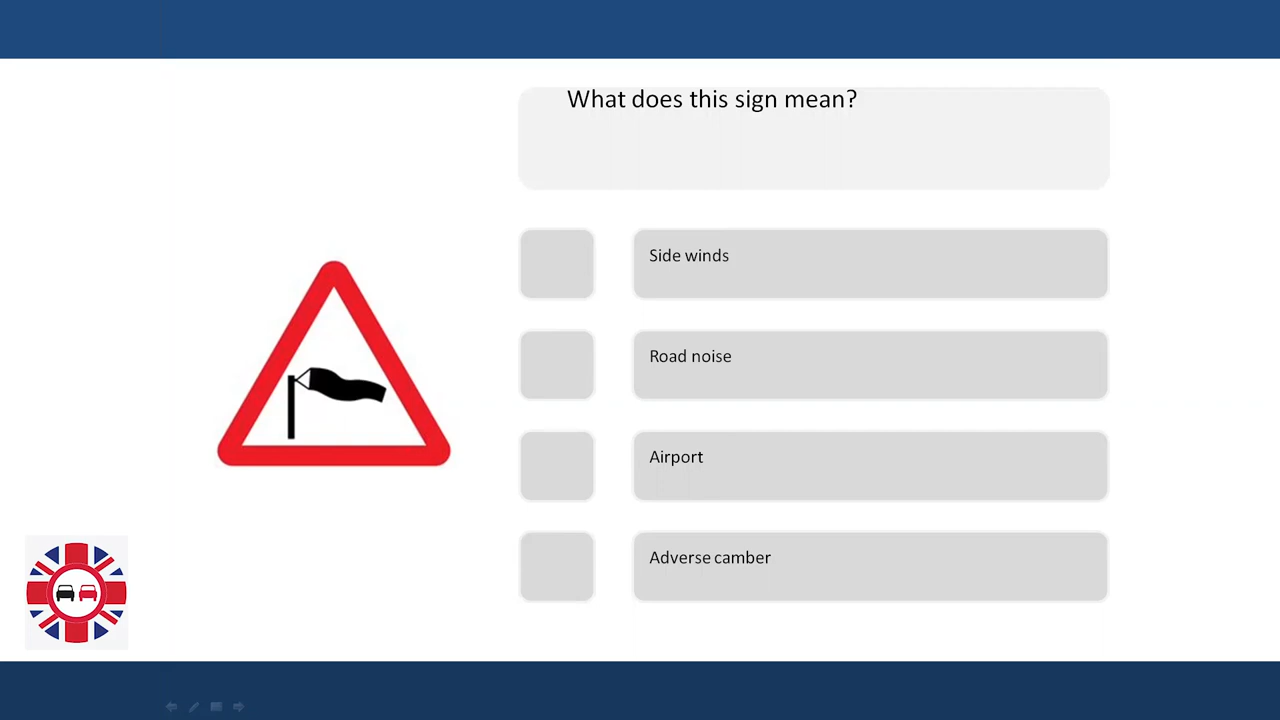 What does this sign mean?
Side winds
Road noise
Airport
Adverse camber